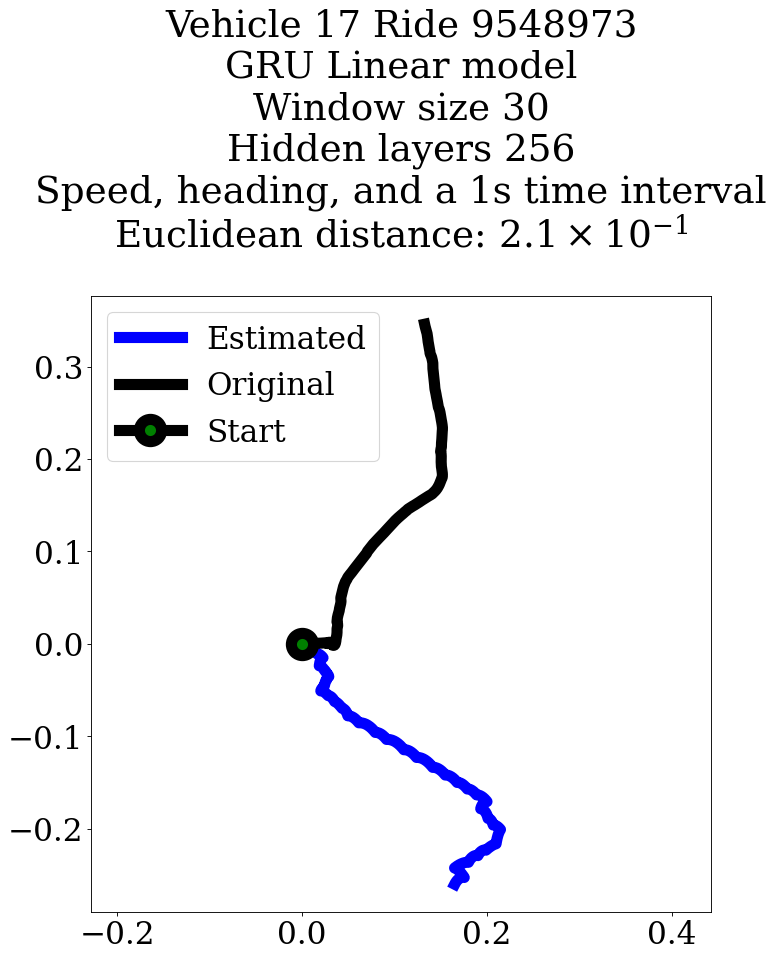 Vehicle 17 Ride 9548973
GRU Linear model
Window size 30
Hidden layers 256
Speed, heading, and a 1s time interval
Euclidean distance: 2.1 × 10⁻¹
Estimated
Original
Start
0.3
0.2
0.1
0.0
−0.1
−0.2
−0.2 0.0 0.2 0.4